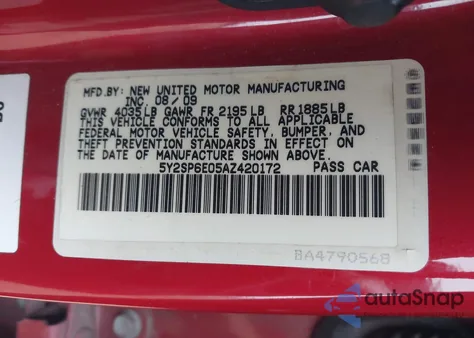 MFD.BY: NEW UNITED MOTOR MANUFACTURING
INC. 08/09
GVWR 4035LB GAWR FR 2195LB RR 1885LB
THIS VEHICLE CONFORMS TO ALL APPLICABLE
FEDERAL MOTOR VEHICLE SAFETY, BUMPER, AND
THEFT PREVENTION STANDARDS IN EFFECT ON
THE DATE OF MANUFACTURE SHOWN ABOVE.
5Y2SP6E05AZ420172 PASS CAR
BA4790568
autoSnap